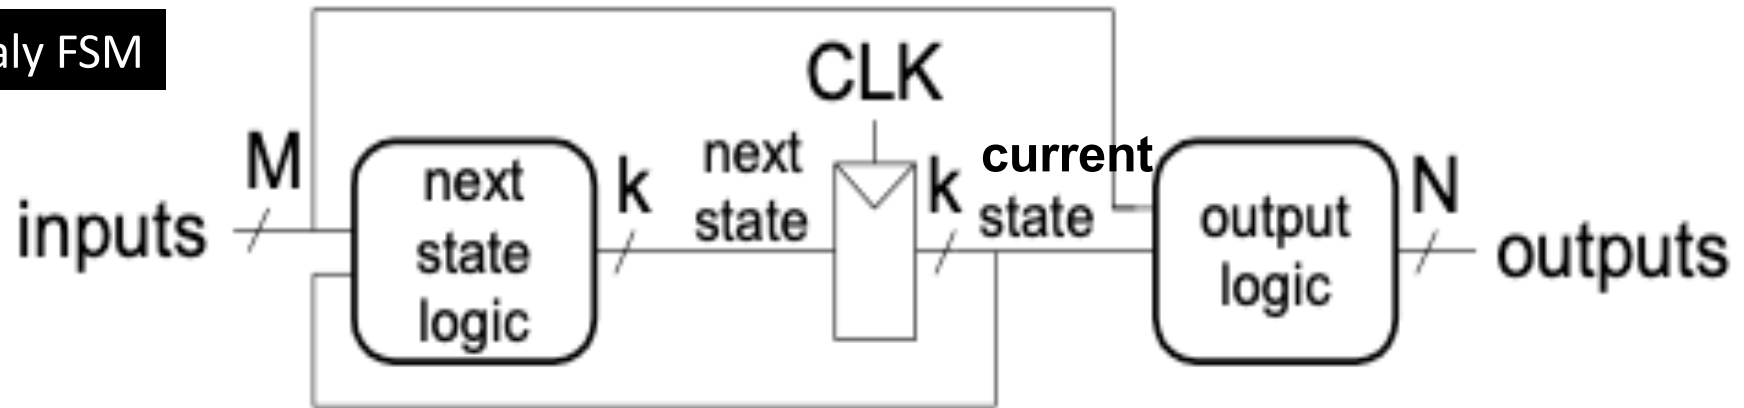 aly FSM
CLK
M
inputs
next
state
logic
k
next
state
k
current
state
output
logic
N
outputs